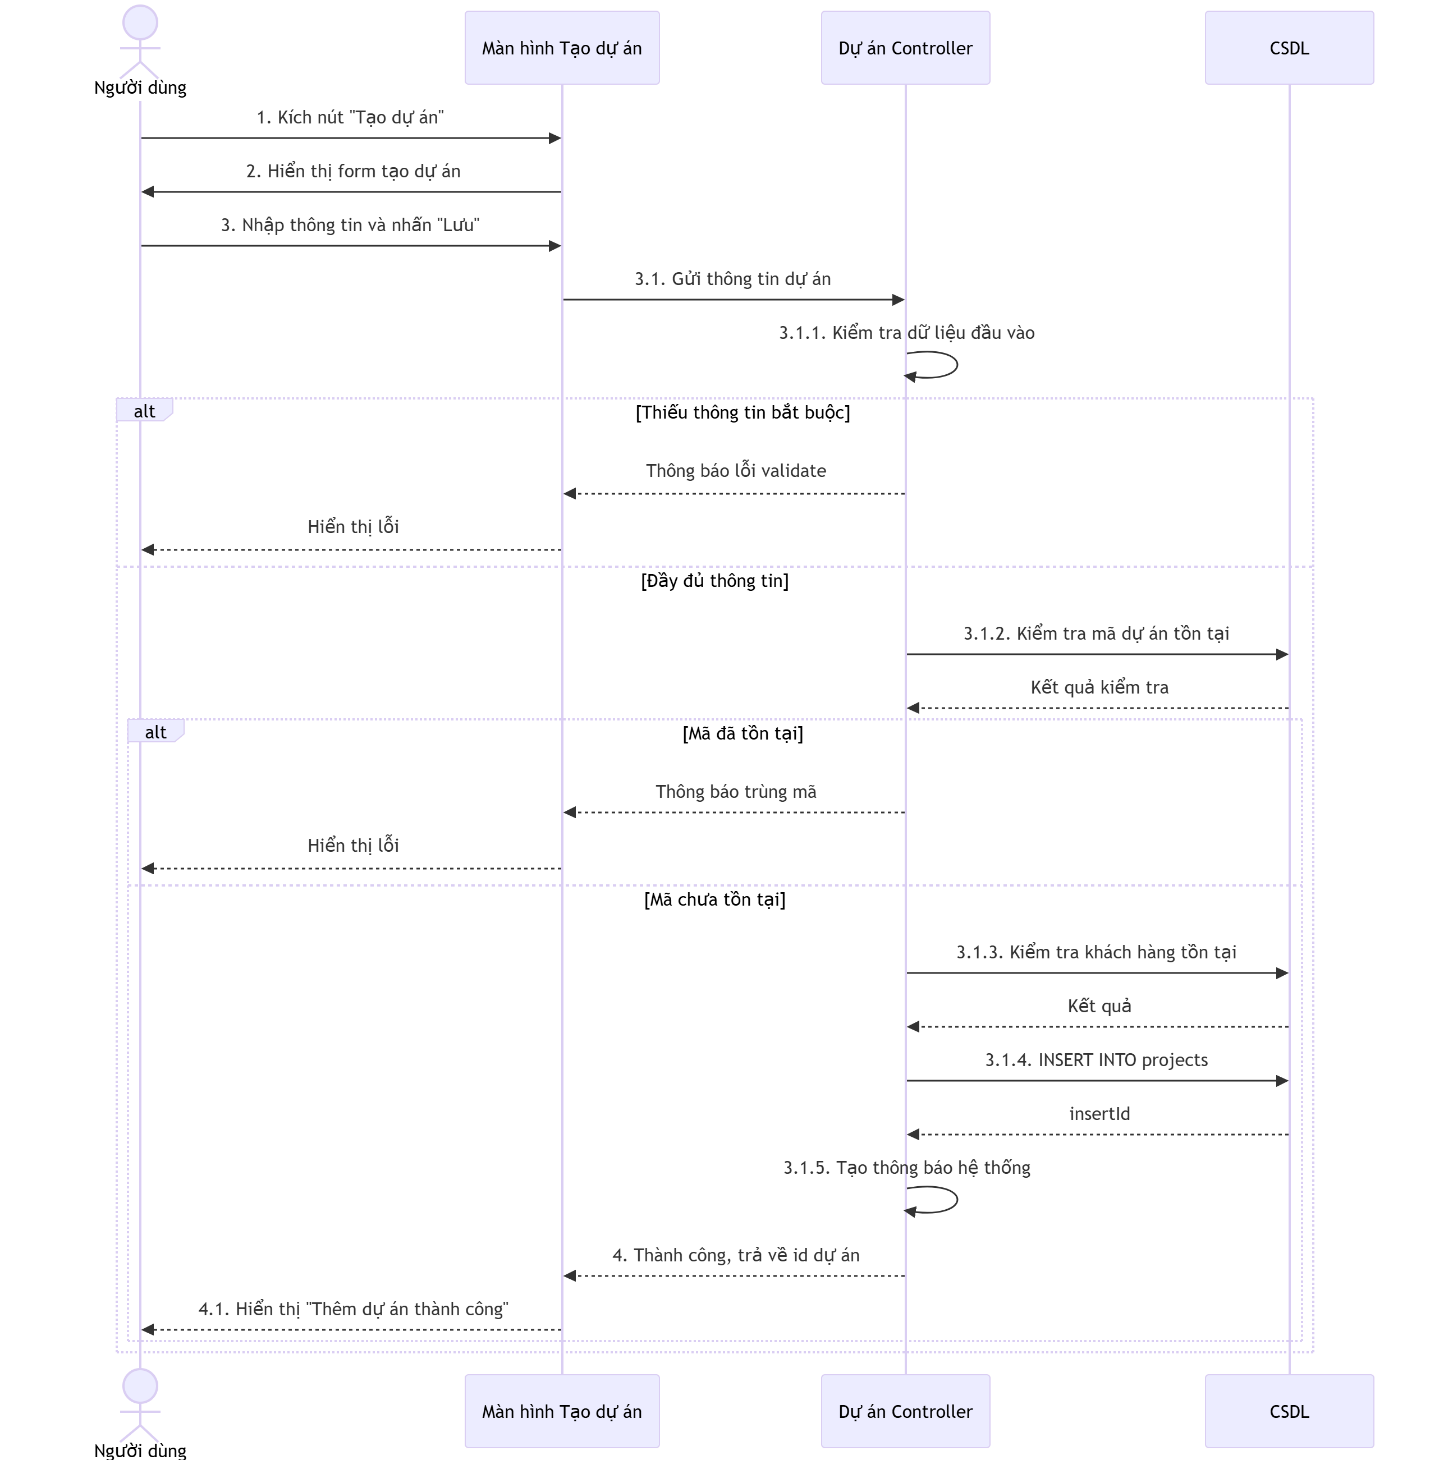 Người dùng
Màn hình Tạo dự án
Dự án Controller
CSDL
1. Kích nút "Tạo dự án"
2. Hiển thị form tạo dự án
3. Nhập thông tin và nhấn "Lưu"
3.1. Gửi thông tin dự án
3.1.1. Kiểm tra dữ liệu đầu vào
alt
[Thiếu thông tin bắt buộc]
Thông báo lỗi validate
Hiển thị lỗi
[Đầy đủ thông tin]
3.1.2. Kiểm tra mã dự án tồn tại
Kết quả kiểm tra
alt
[Mã đã tồn tại]
Thông báo trùng mã
Hiển thị lỗi
[Mã chưa tồn tại]
3.1.3. Kiểm tra khách hàng tồn tại
Kết quả
3.1.4. INSERT INTO projects
insertId
3.1.5. Tạo thông báo hệ thống
4. Thành công, trả về id dự án
4.1. Hiển thị "Thêm dự án thành công"
Người dùng
Màn hình Tạo dự án
Dự án Controller
CSDL